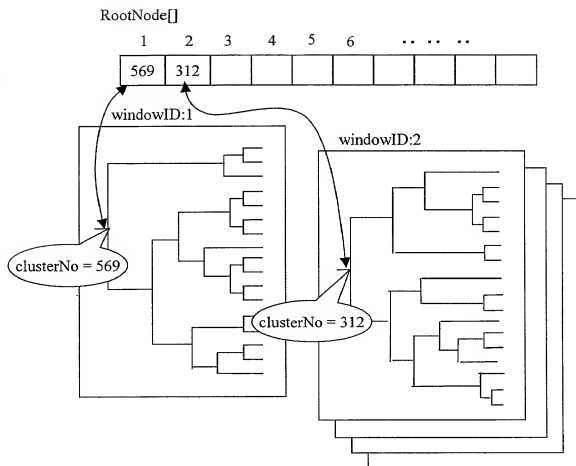 RootNode[]
1 2 3 4 5 6 .. .. ..
569 312
windowID:1
windowID:2
clusterNo = 569
clusterNo = 312